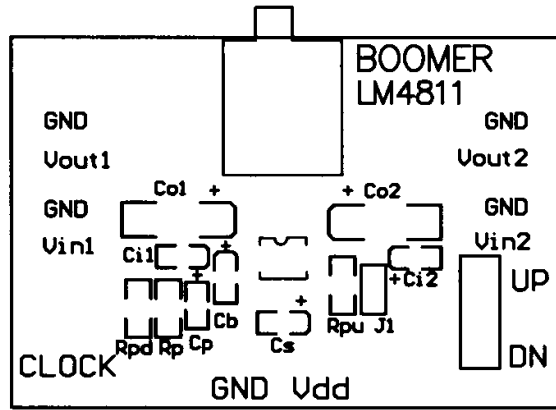 BOOMER
LM4811
GND GND
Vout1 Vout2
Co1 + + Co2
GND GND
Vin1 Vin2
Ci1 + +Ci2
+ UP
Cb +
Rpd Rp Cp Cs Rpu J1
CLOCK DN
GND Vdd